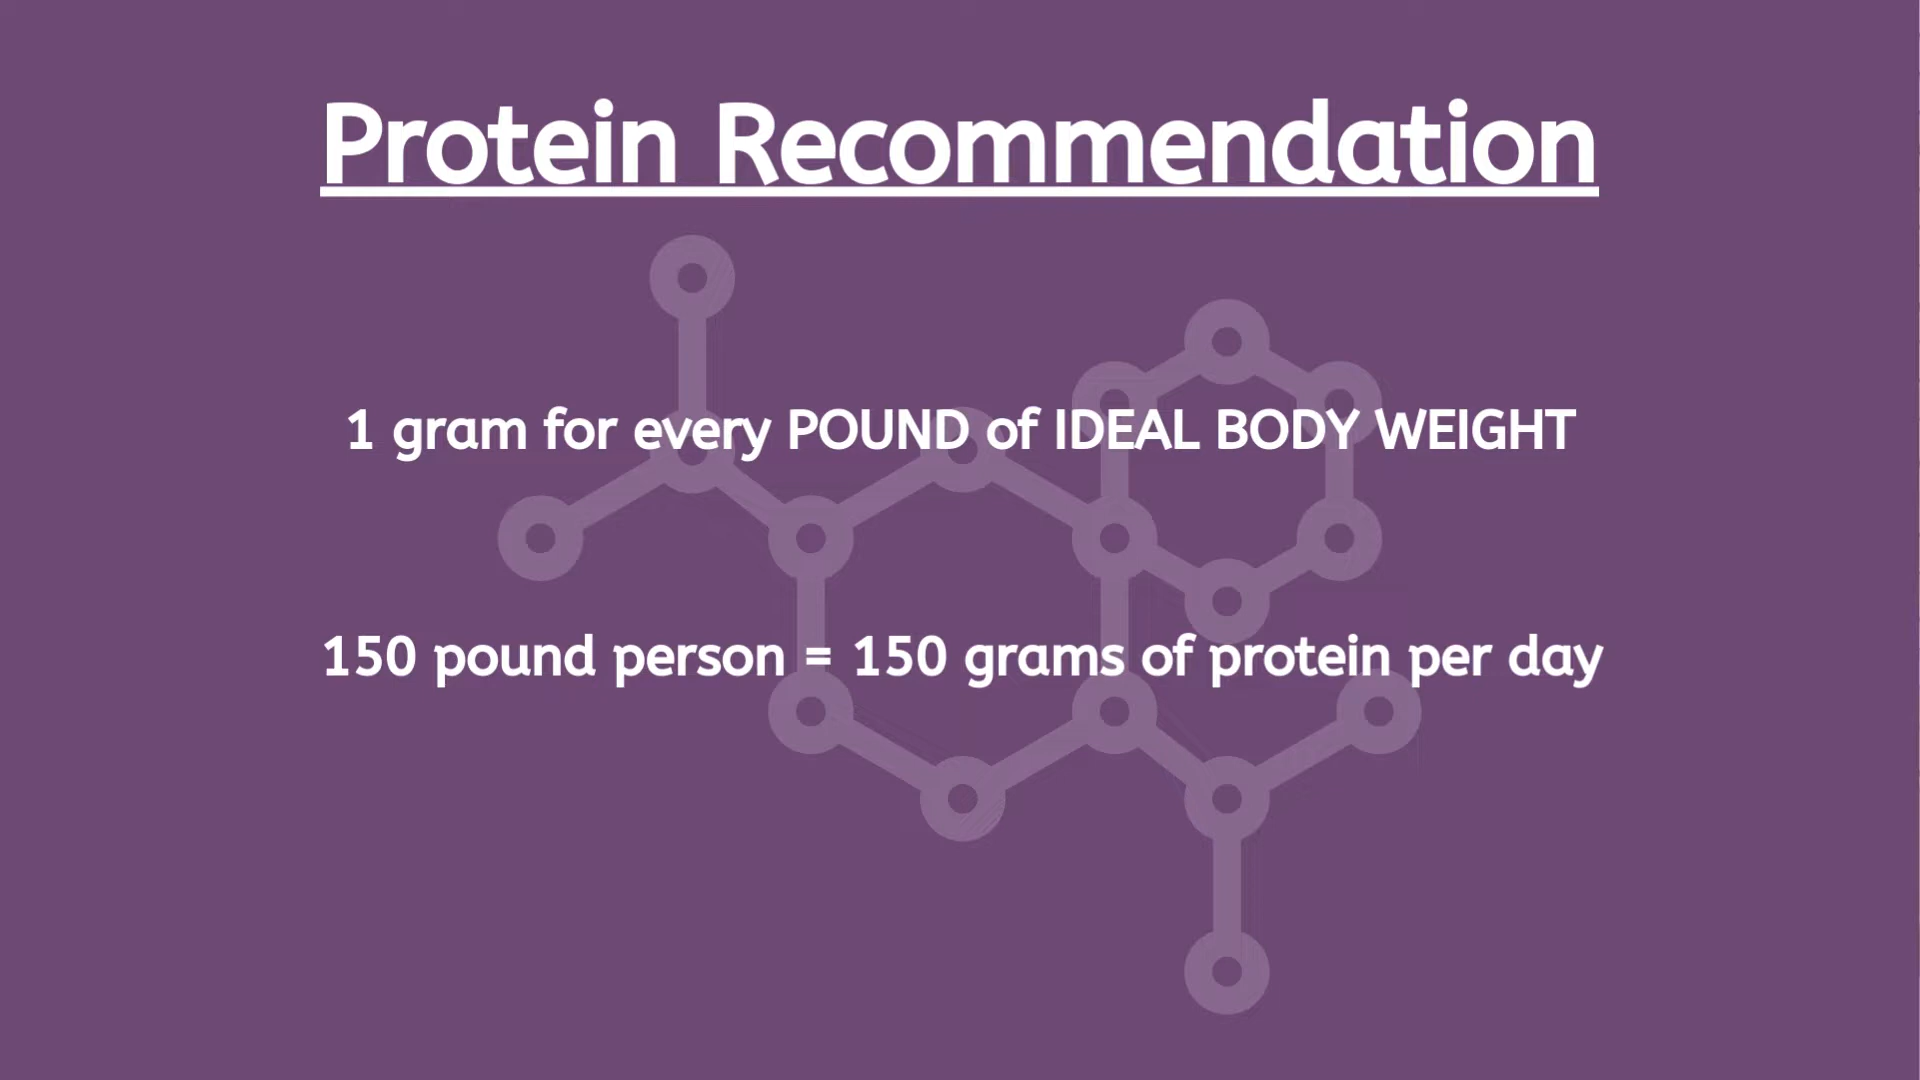 Protein Recommendation
1 gram for every POUND of IDEAL BODY WEIGHT
150 pound person = 150 grams of protein per day